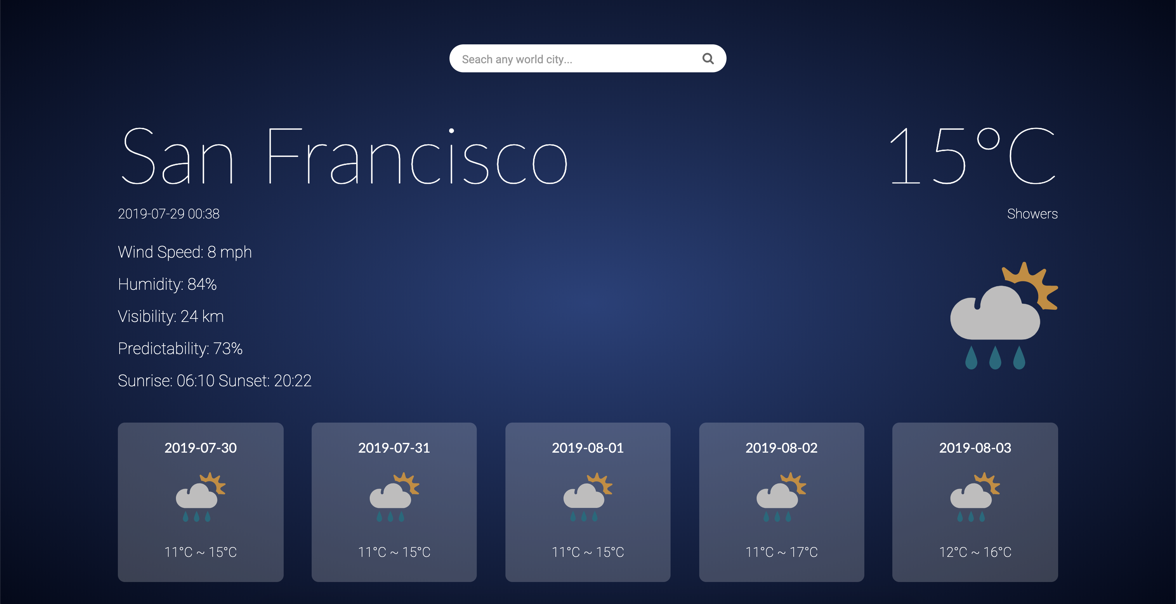 Seach any world city...
San Francisco
15°C
2019-07-29 00:38
Showers
Wind Speed: 8 mph
Humidity: 84%
Visibility: 24 km
Predictability: 73%
Sunrise: 06:10 Sunset: 20:22
2019-07-30
11°C ~ 15°C
2019-07-31
11°C ~ 15°C
2019-08-01
11°C ~ 15°C
2019-08-02
11°C ~ 17°C
2019-08-03
12°C ~ 16°C